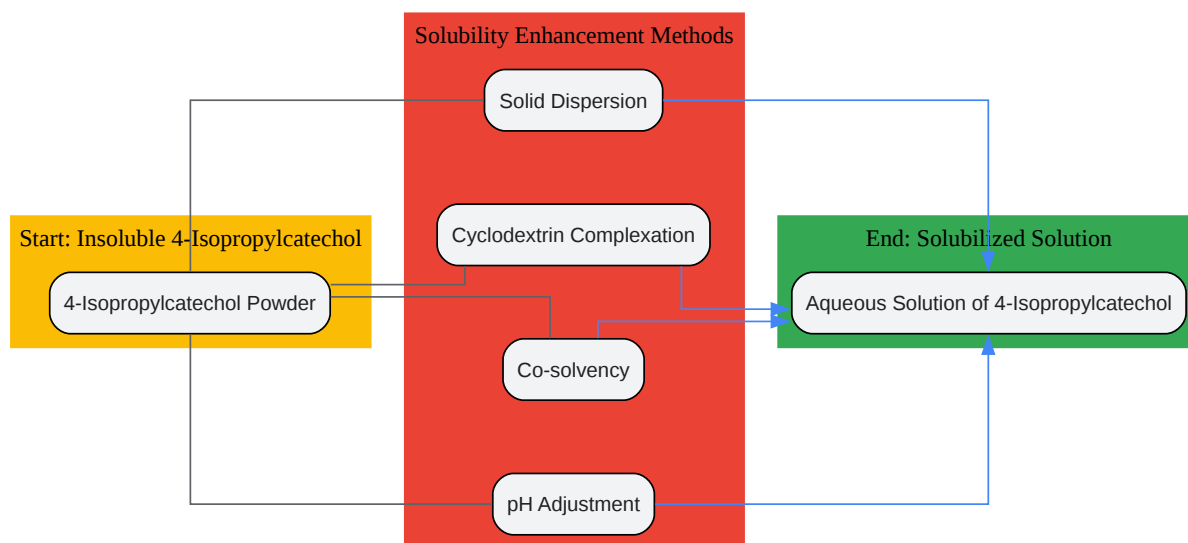 Solubility Enhancement Methods
Solid Dispersion
Start: Insoluble 4-Isopropylcatechol
Cyclodextrin Complexation
End: Solubilized Solution
4-Isopropylcatechol Powder
Aqueous Solution of 4-Isopropylcatechol
Co-solvency
pH Adjustment